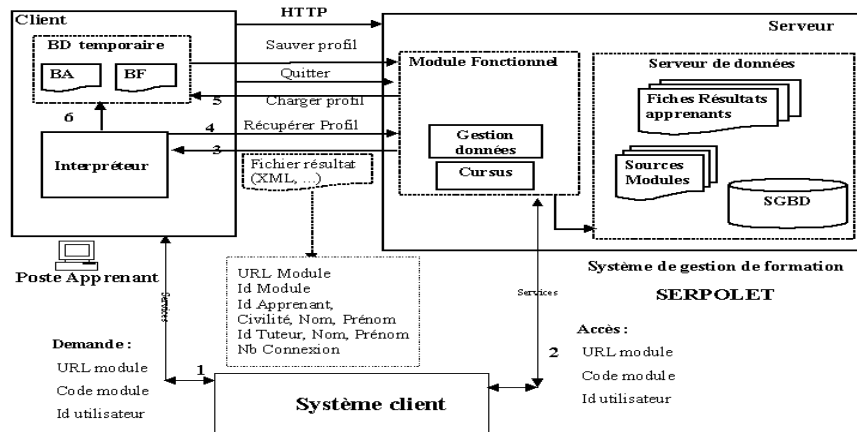 Client
HTTP
Serveur
BD temporaire
BA
BF
Sauver profil
Quitter
5
Charger profil
6
4
Récupérer Profil
3
Interpréteur
Fichier résultat
(XML, ...)
Module Fonctionnel
Gestion
données
Cursus
Serveur de données
Fiches Résultats
apprenants
Sources
Modules
SGBD
Poste Apprenant
Services
URL Module
Id Module
Id Apprenant,
Civilité, Nom, Prénom
Id Tuteur, Nom, Prénom
Nb Connexion
Services
Système de gestion de formation
SERPOLET
Demande :
URL module
Code module
Id utilisateur
1
Système client
2
Accès :
URL module
Code module
Id utilisateur